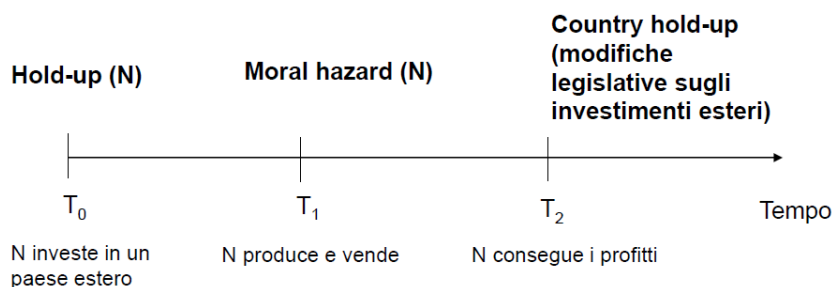 Hold-up (N)
Moral hazard (N)
Country hold-up
(modifiche
legislative sugli
investimenti esteri)
T0
T1
T2
Tempo
N investe in un
paese estero
N produce e vende
N consegue i profitti